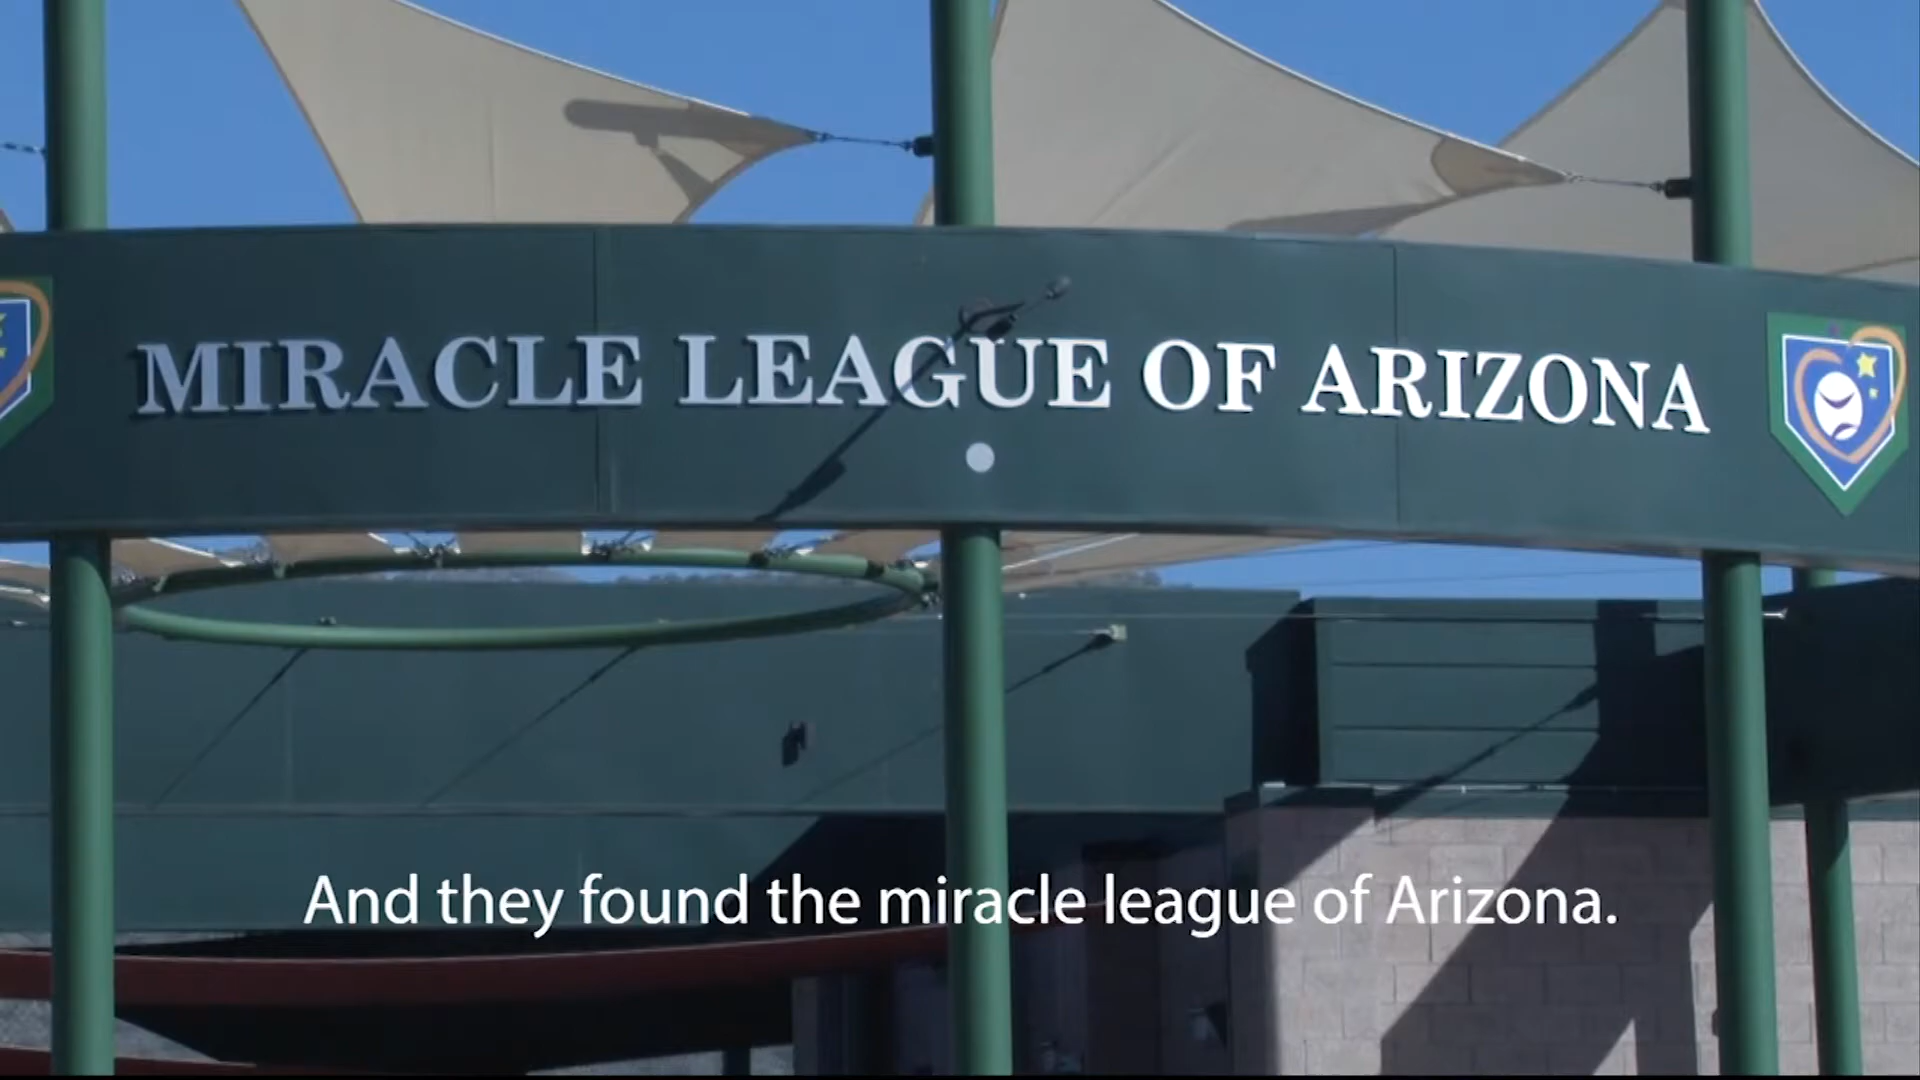 MIRACLE LEAGUE OF ARIZONA
And they found the miracle league of Arizona.